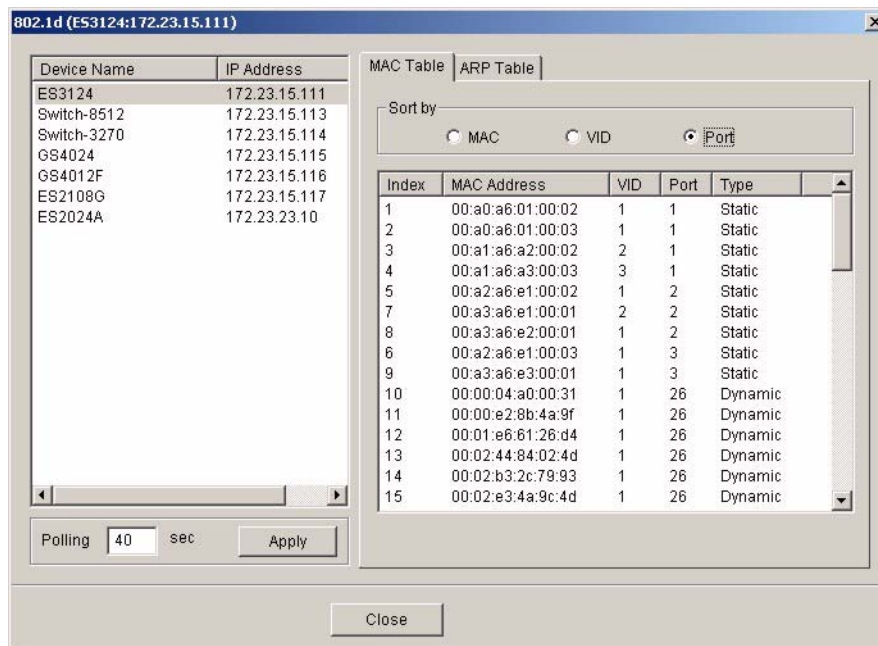 802.1d (ES3124:172.23.15.111)
Device Name IP Address
ES3124 172.23.15.111
Switch-8512 172.23.15.113
Switch-3270 172.23.15.114
GS4024 172.23.15.115
GS4012F 172.23.15.116
ES2108G 172.23.15.117
ES2024A 172.23.23.10
Polling 40 sec Apply
MAC Table ARP Table
Sort by
MAC VID Port
Index MAC Address VID Port Type
1 00:a0:a6:01:00:02 1 1 Static
2 00:a0:a6:01:00:03 1 1 Static
3 00:a1:a6:a2:00:02 2 1 Static
4 00:a1:a6:a3:00:03 3 1 Static
5 00:a2:a6:e1:00:02 1 2 Static
7 00:a3:a6:e1:00:01 2 2 Static
8 00:a3:a6:e2:00:01 1 2 Static
6 00:a2:a6:e1:00:03 1 3 Static
9 00:a3:a6:e3:00:01 1 3 Static
10 00:00:04:a0:00:31 1 26 Dynamic
11 00:00:e2:8b:4a:9f 1 26 Dynamic
12 00:01:e6:61:26:d4 1 26 Dynamic
13 00:02:44:84:02:4d 1 26 Dynamic
14 00:02:b3:2c:79:93 1 26 Dynamic
15 00:02:e3:4a:9c:4d 1 26 Dynamic
Close